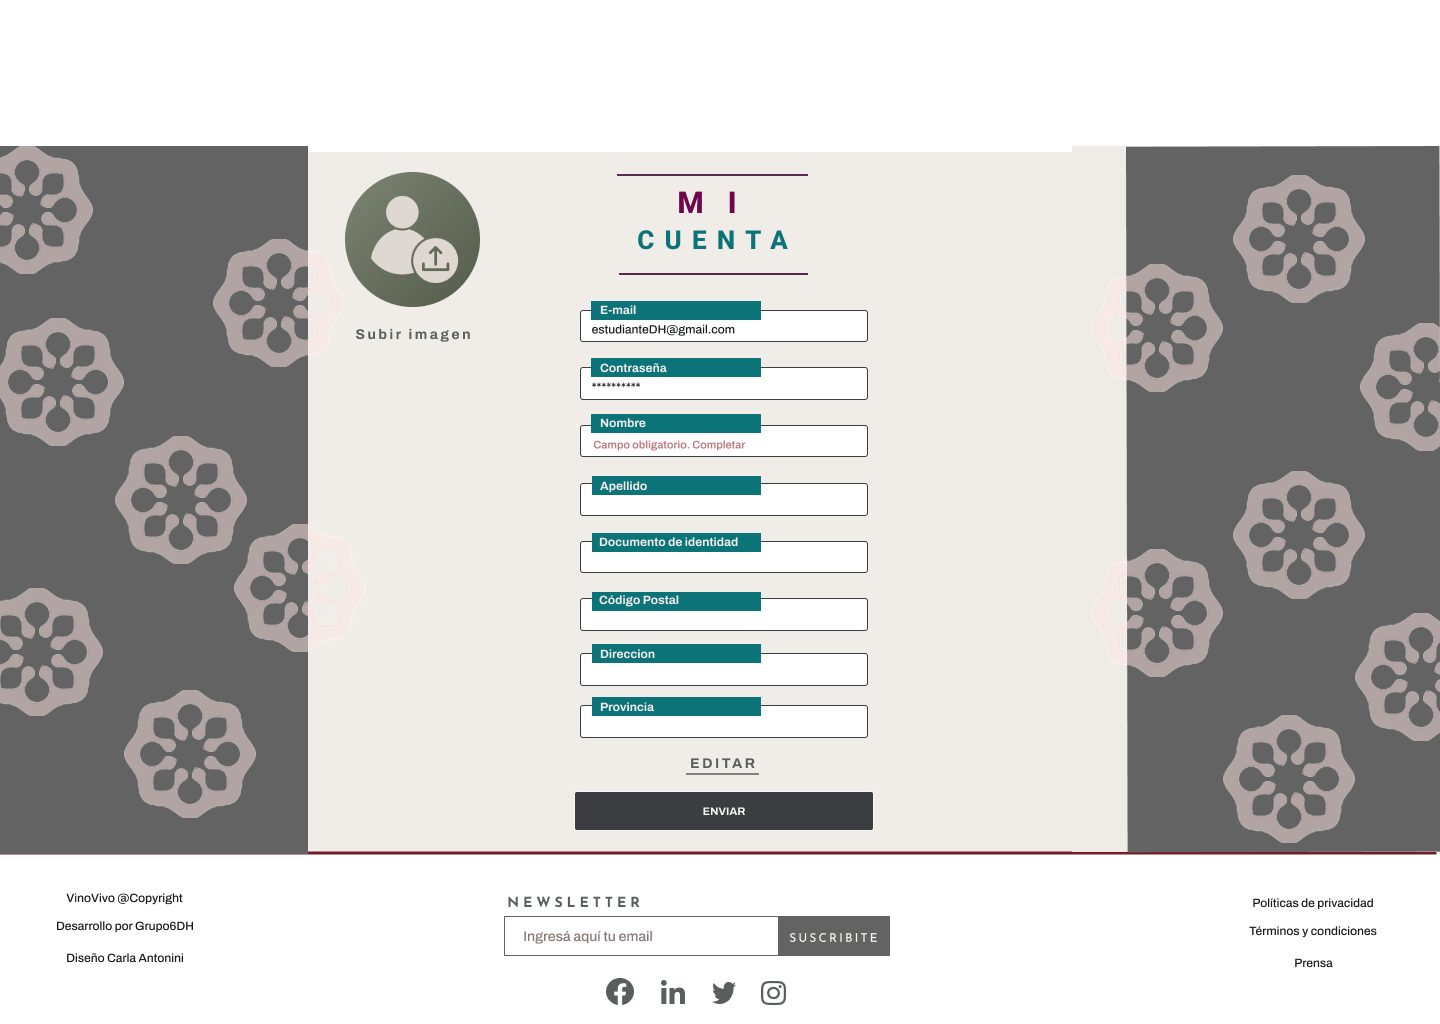 MI
CUENTA
Subir imagen
E-mail
estudianteDH@gmail.com
Contraseña
**********
Nombre
Campo obligatorio. Completar
Apellido
Documento de identidad
Código Postal
Direccion
Provincia
EDITAR
ENVIAR
VinoVivo @Copyright
Desarrollo por Grupo6DH
Diseño Carla Antonini
NEWSLETTER
Ingresá aquí tu email
SUSCRIBITE
Políticas de privacidad
Términos y condiciones
Prensa